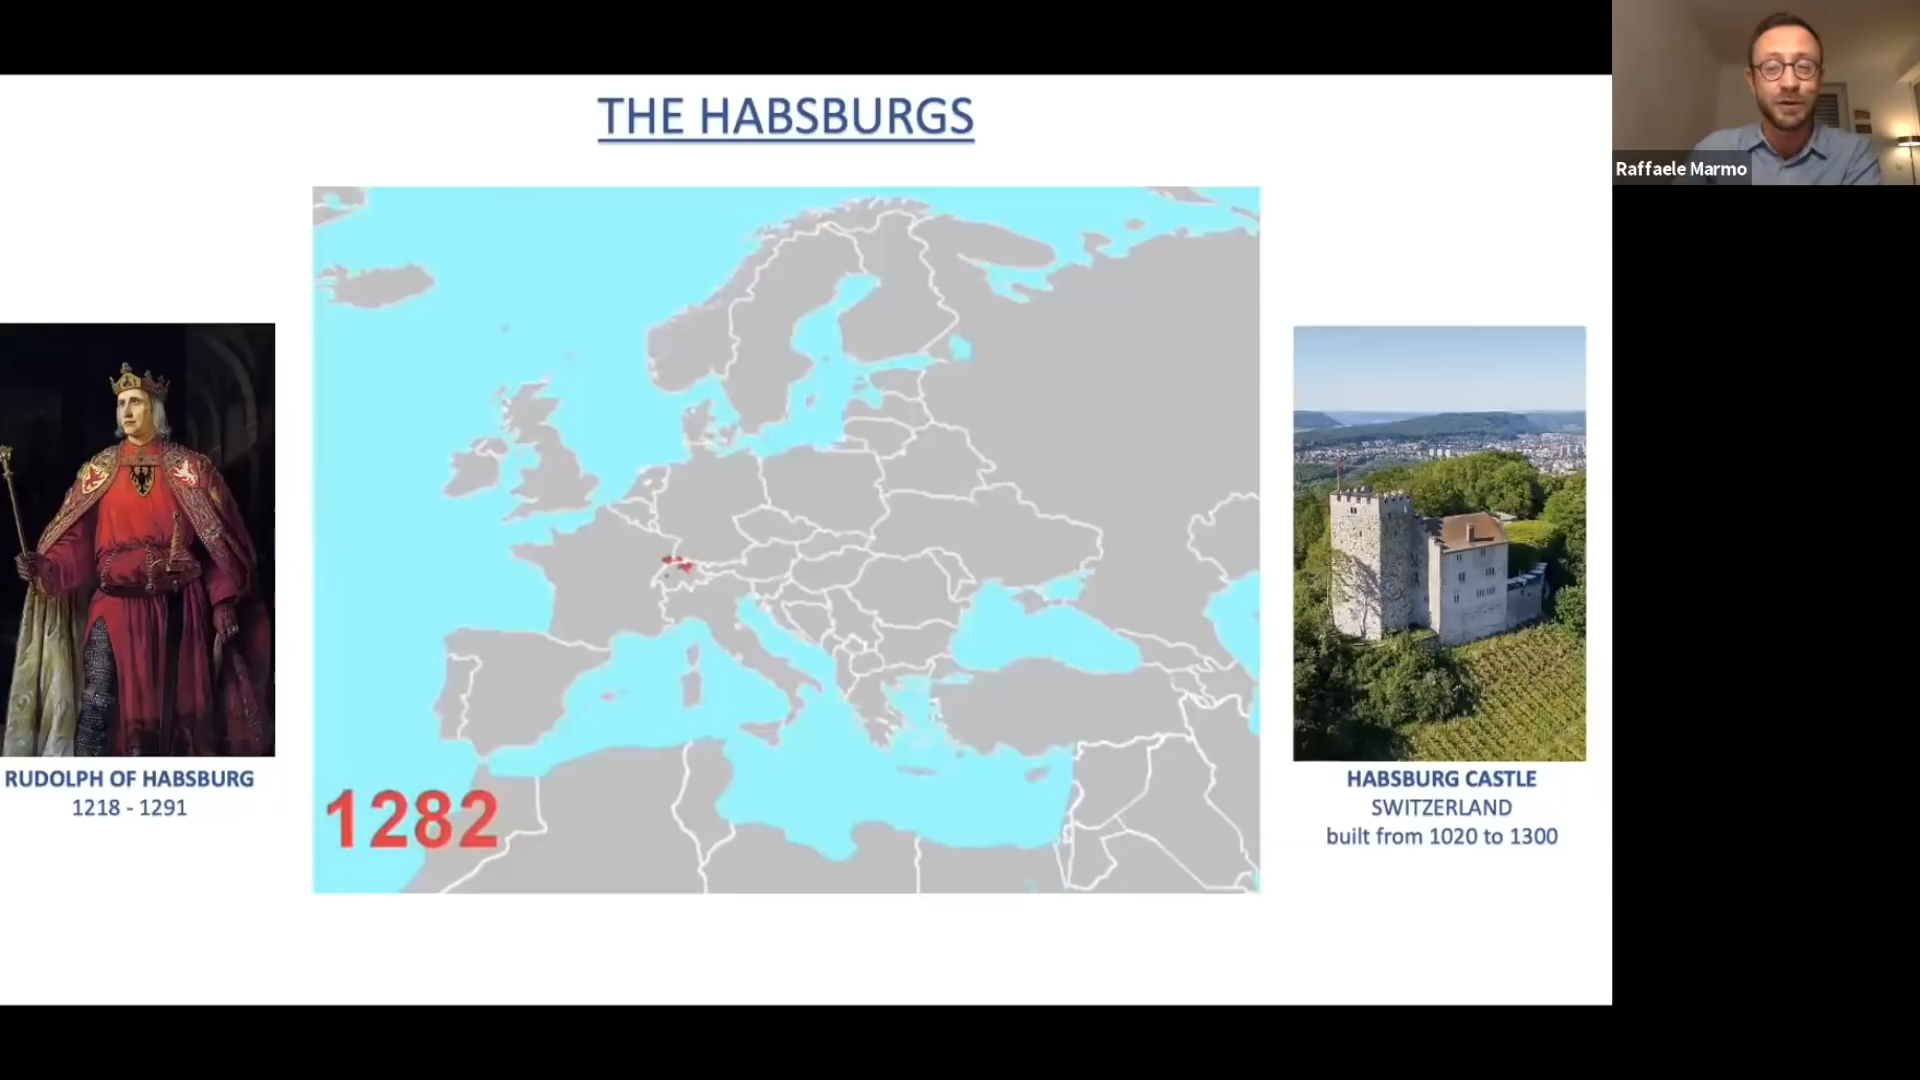 THE HABSBURGS
Raffaele Marmo
RUDOLPH OF HABSBURG
1218 - 1291
1282
HABSBURG CASTLE
SWITZERLAND
built from 1020 to 1300